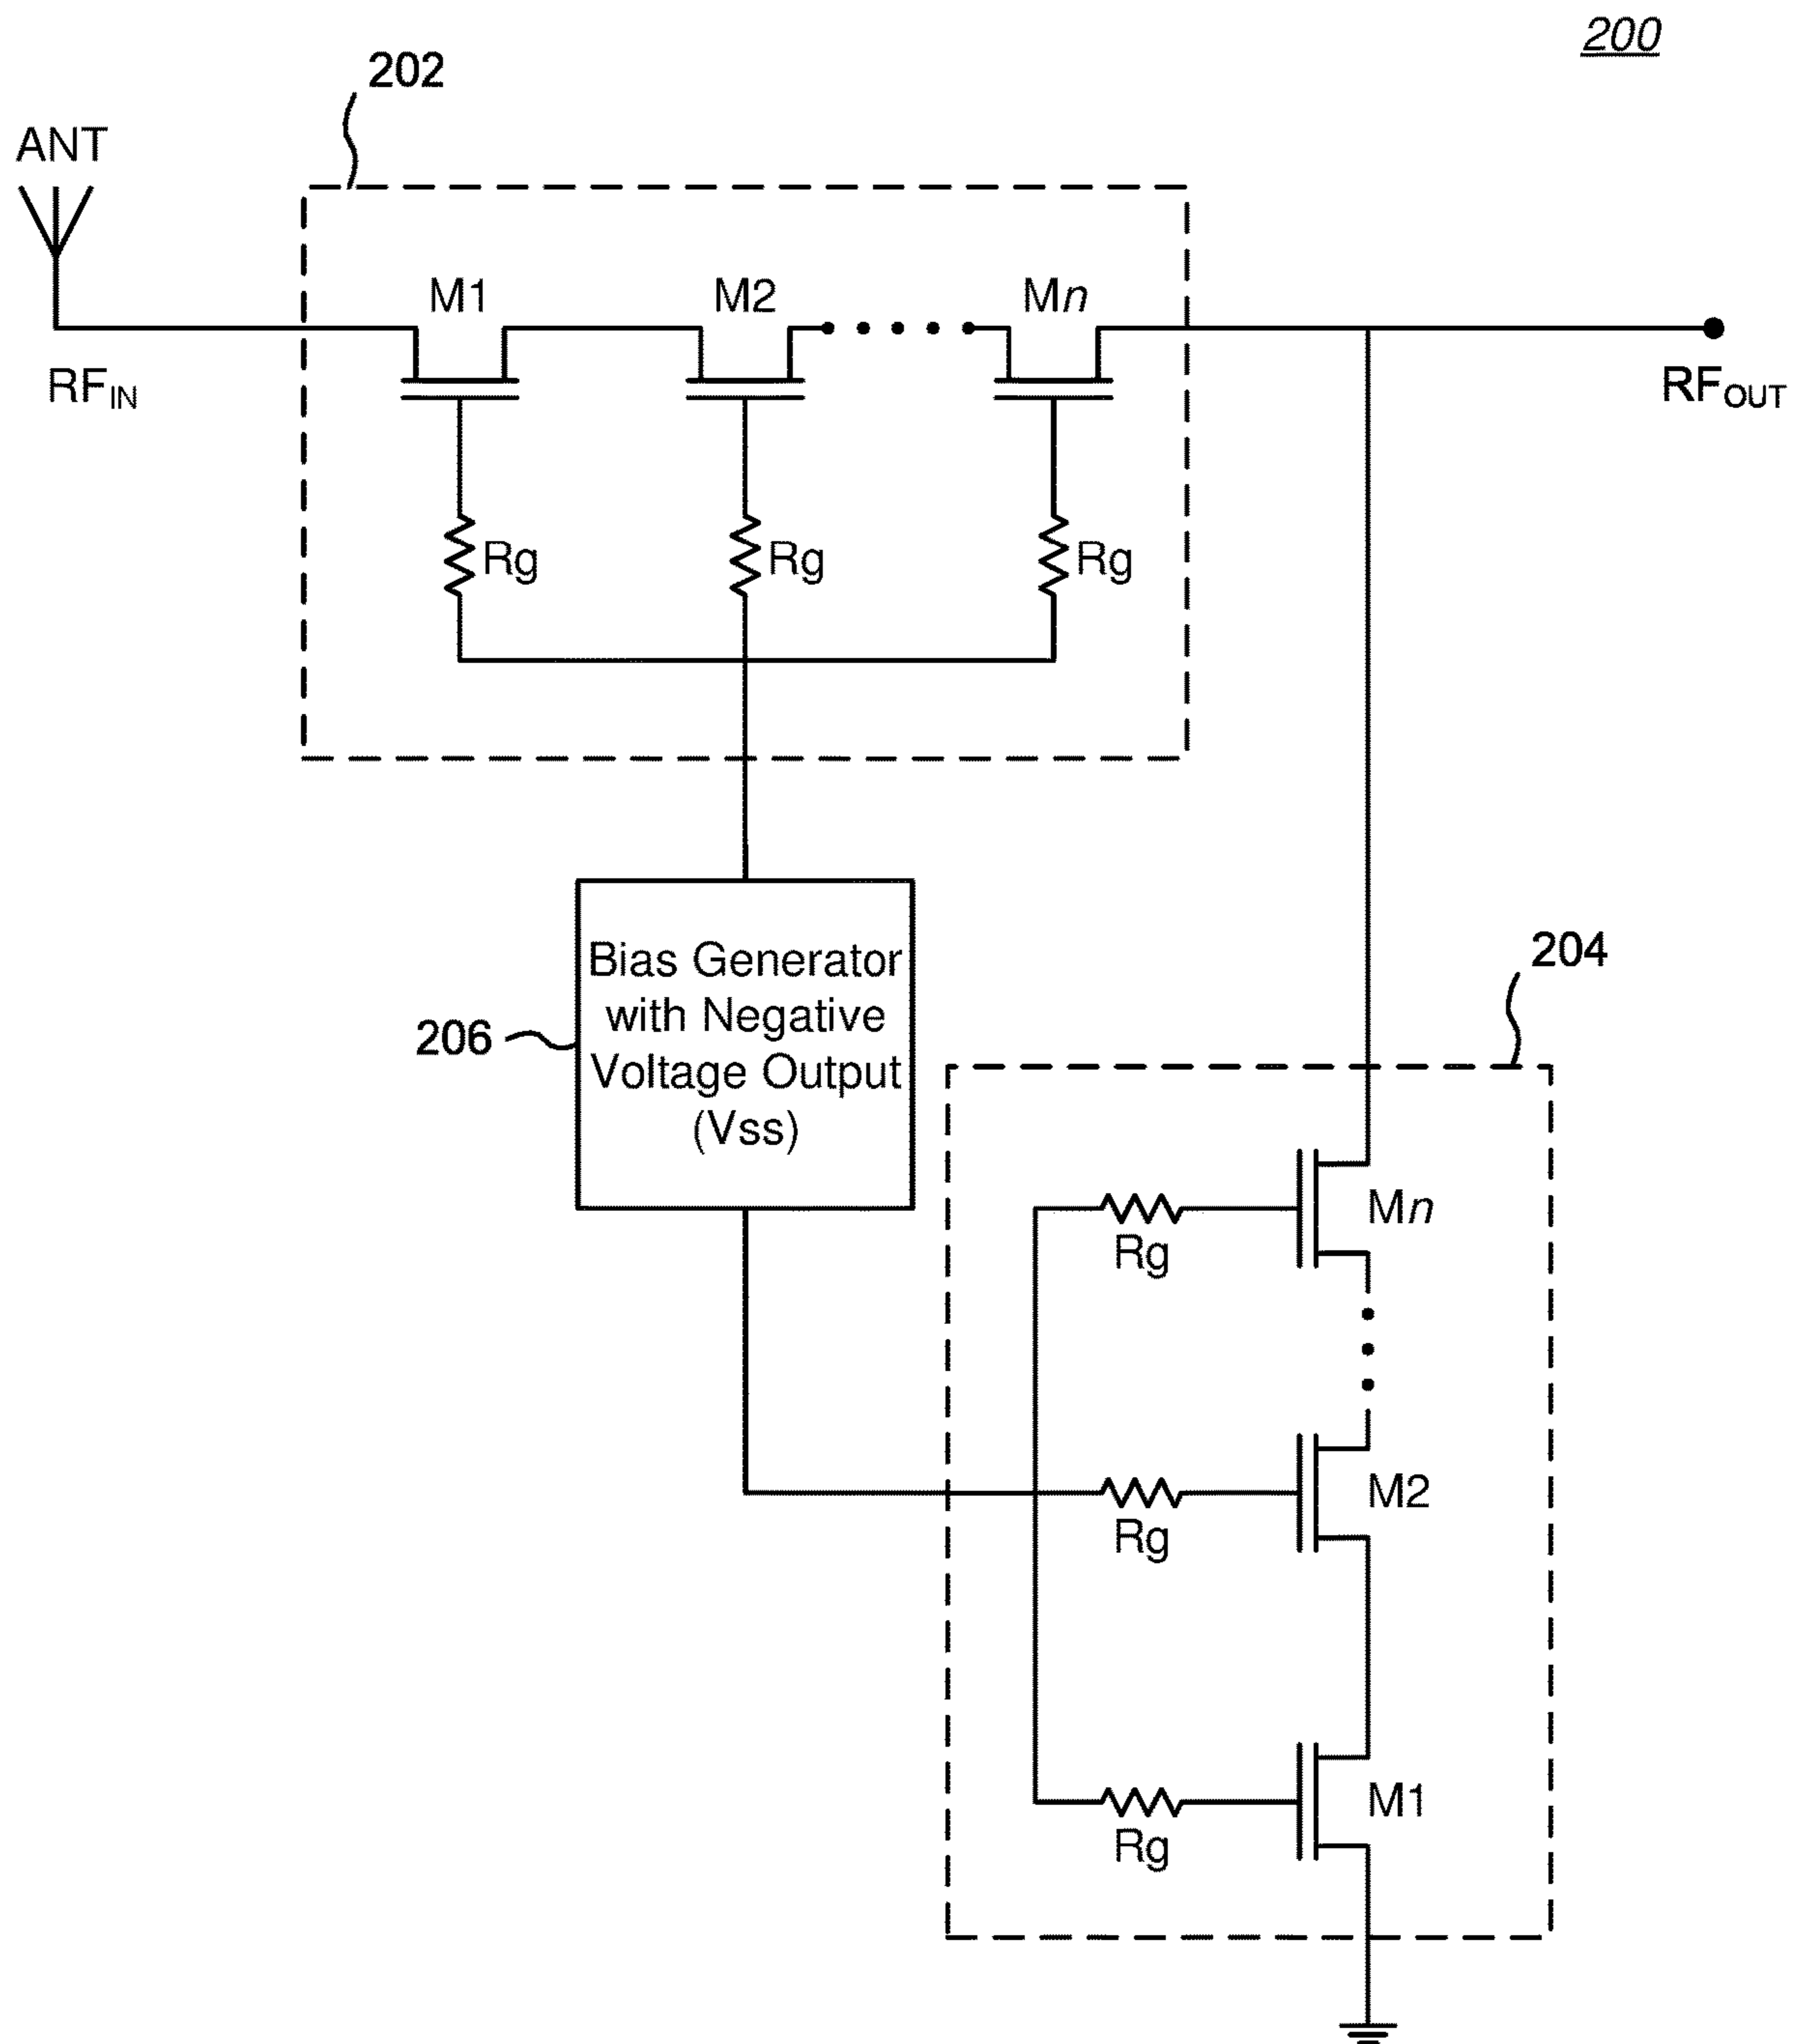 200
202
ANT
M1
M2
Mn
RFIN
RFOUT
Rg
Rg
Rg
Bias Generator
with Negative
Voltage Output
(Vss)
206
204
Rg
Mn
Rg
M2
Rg
M1